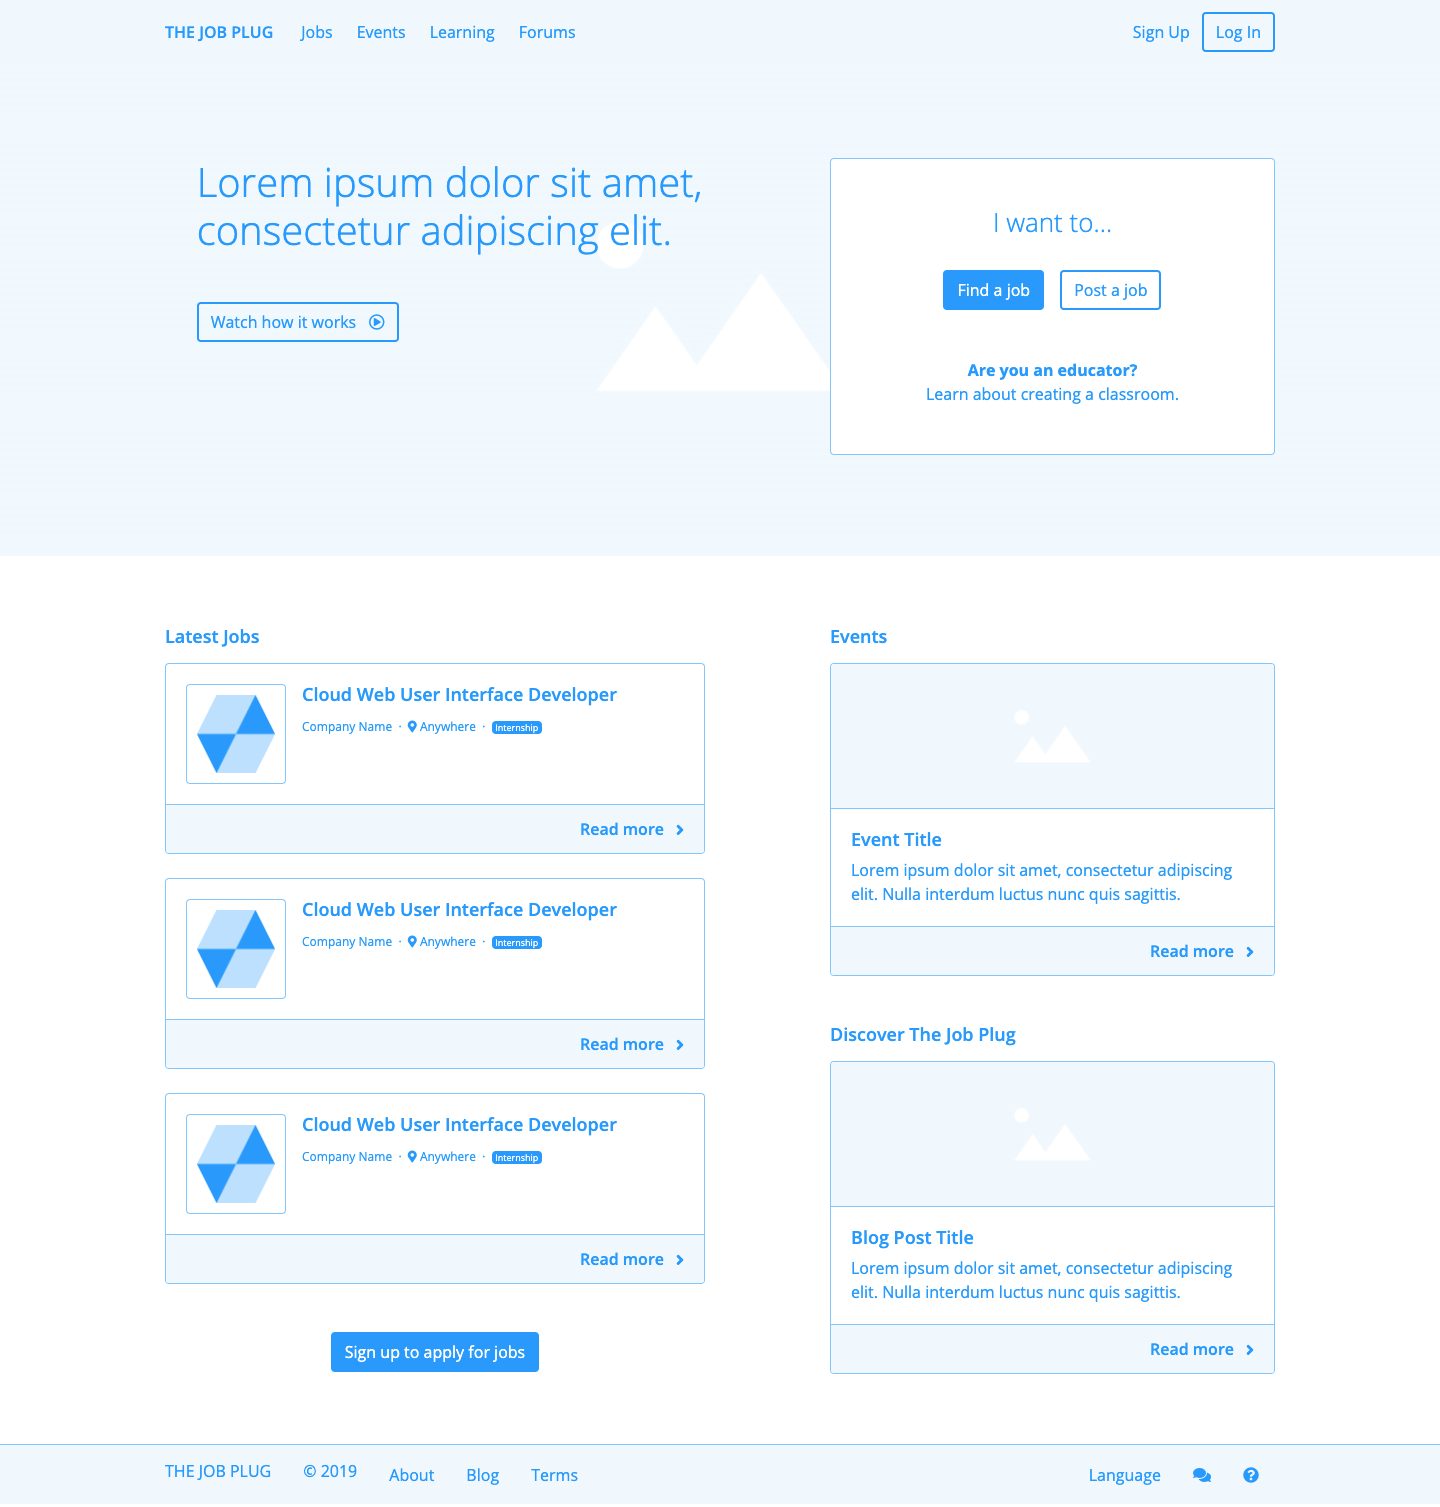 THE JOB PLUG Jobs Events Learning Forums Sign Up Log In
Lorem ipsum dolor sit amet,
consectetur adipiscing elit.
Watch how it works
I want to...
Find a job Post a job
Are you an educator?
Learn about creating a classroom.
Latest Jobs
Cloud Web User Interface Developer
Company Name · Anywhere · Internship
Read more
Cloud Web User Interface Developer
Company Name · Anywhere · Internship
Read more
Cloud Web User Interface Developer
Company Name · Anywhere · Internship
Read more
Sign up to apply for jobs
Events
Event Title
Lorem ipsum dolor sit amet, consectetur adipiscing
elit. Nulla interdum luctus nunc quis sagittis.
Read more
Discover The Job Plug
Blog Post Title
Lorem ipsum dolor sit amet, consectetur adipiscing
elit. Nulla interdum luctus nunc quis sagittis.
Read more
THE JOB PLUG © 2019 About Blog Terms Language